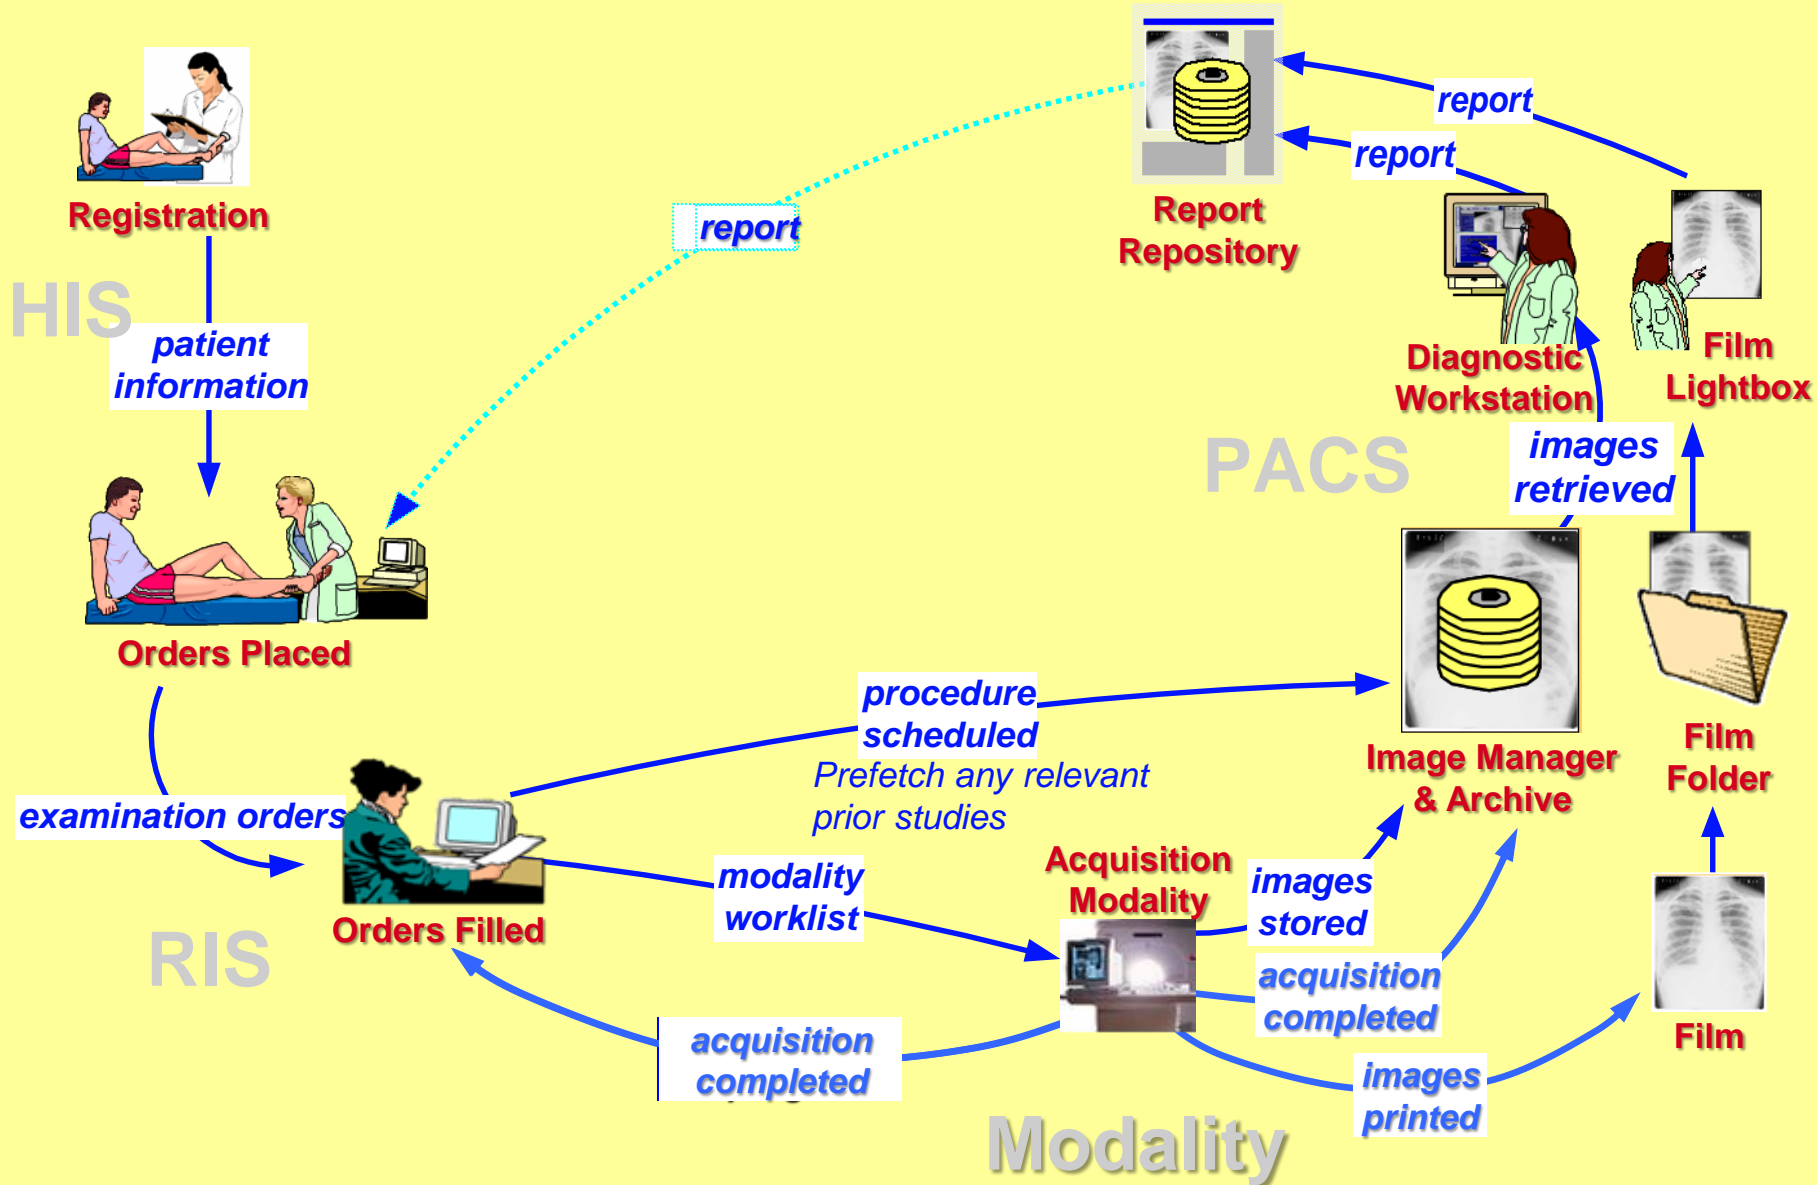 report
report
Registration
report
Report
Repository
HIS
patient
information
Diagnostic
Workstation
Film
Lightbox
PACS
images
retrieved
Orders Placed
procedure
scheduled
Prefetch any relevant
prior studies
Image Manager
& Archive
Film
Folder
examination orders
modality
worklist
Acquisition
Modality
images
stored
Orders Filled
RIS
acquisition
completed
Film
acquisition
completed
images
printed
Modality